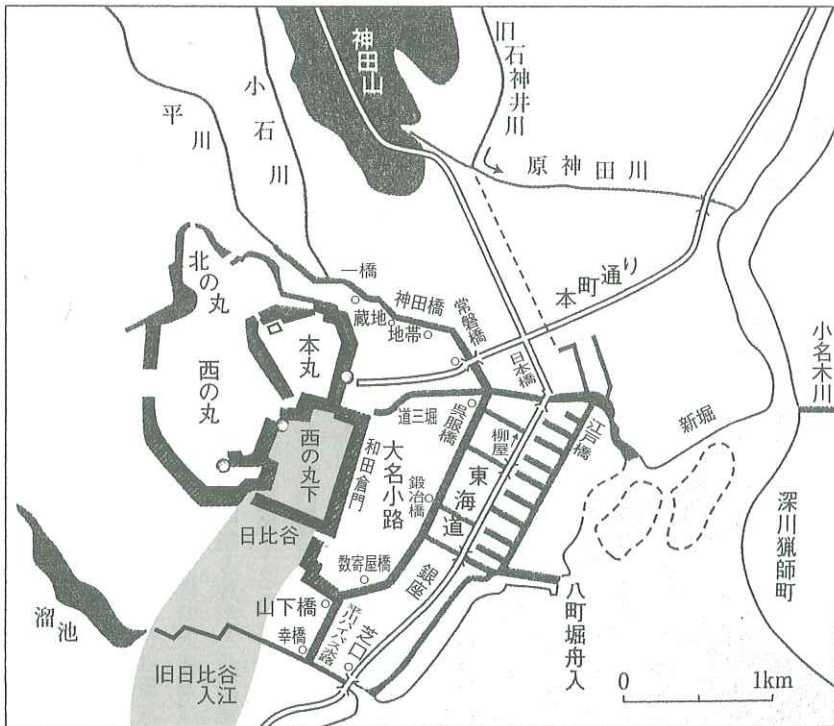 神田山
旧石神井川
小石川
平川
原神田川
北の丸
一橋
神田橋
常盤橋
本町通り
蔵地
地帯
本丸
日本橋
小名木川
西の丸
道三堀
呉服橋
柳屋
江戸橋
新堀
西の丸下
和田倉門
大名小路
鍛冶橋
東海道
日比谷
数寄屋橋
銀座
八町堀舟入
深川猟師町
溜池
山下橋
幸橋
芝口
旧日比谷
入江
0 1km